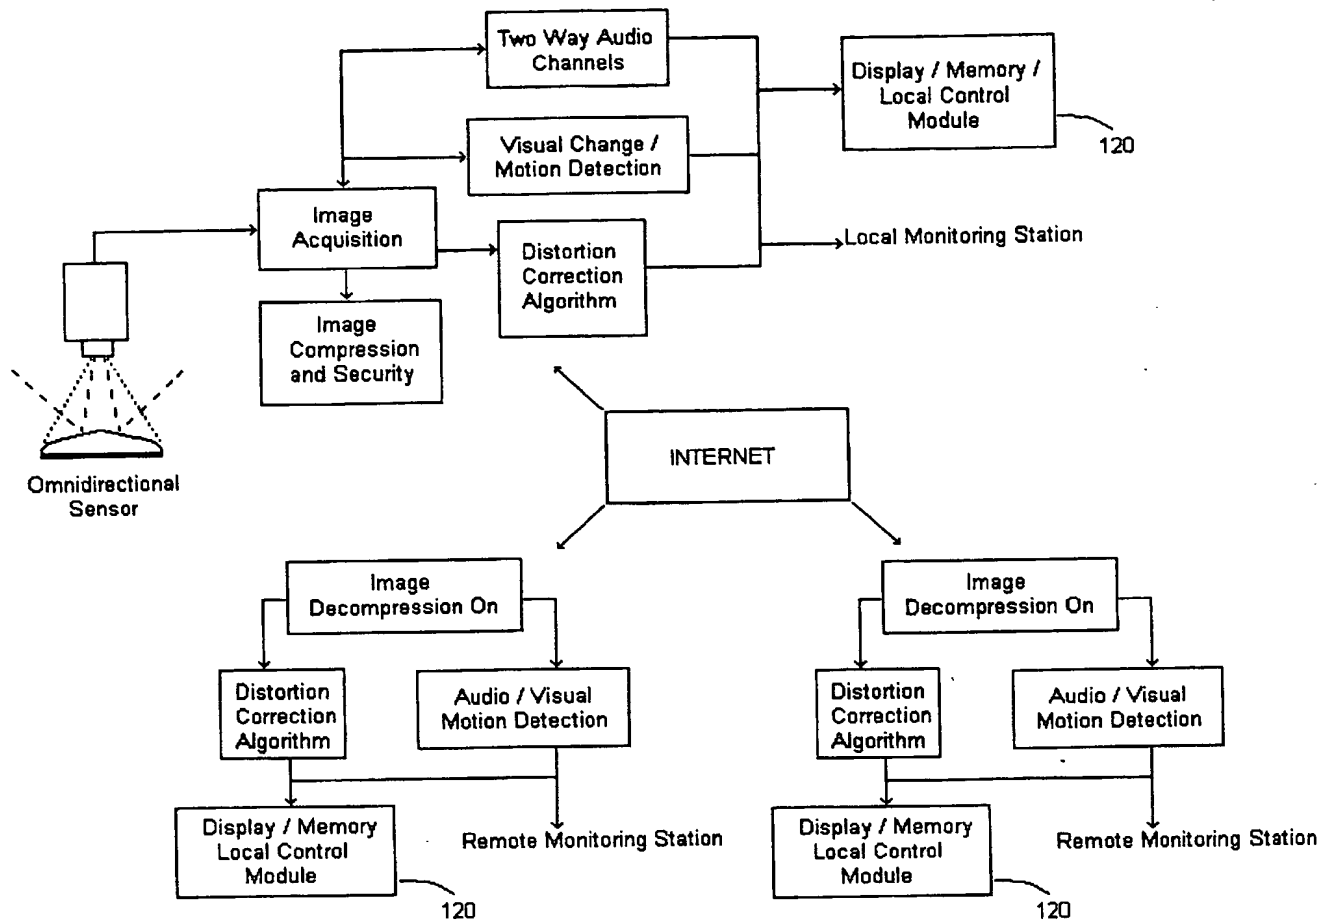 Two Way Audio
Channels
Display / Memory /
Local Control
Module
120
Visual Change /
Motion Detection
Image
Acquisition
Distortion
Correction
Algorithm
Local Monitoring Station
Image
Compression
and Security
INTERNET
Omnidirectional
Sensor
Image
Decompression On
Distortion
Correction
Algorithm
Audio / Visual
Motion Detection
Display / Memory
Local Control
Module
120
Remote Monitoring Station
Image
Decompression On
Distortion
Correction
Algorithm
Audio / Visual
Motion Detection
Display / Memory
Local Control
Module
120
Remote Monitoring Station